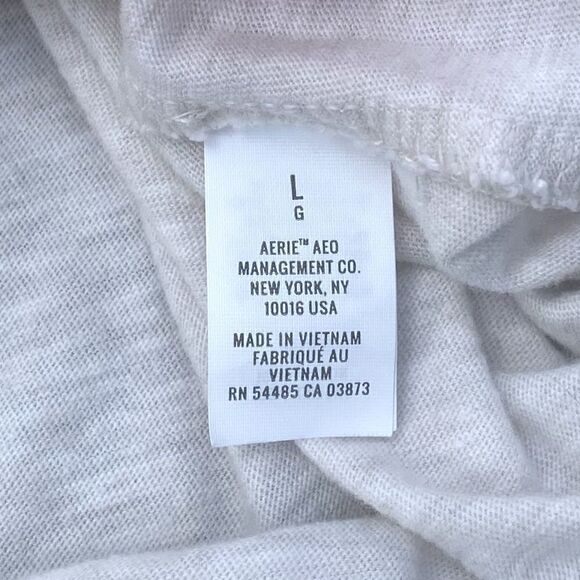 L
G
AERIE™ AEO
MANAGEMENT CO.
NEW YORK, NY
10016 USA
MADE IN VIETNAM
FABRIQUÉ AU
VIETNAM
RN 54485 CA 03873